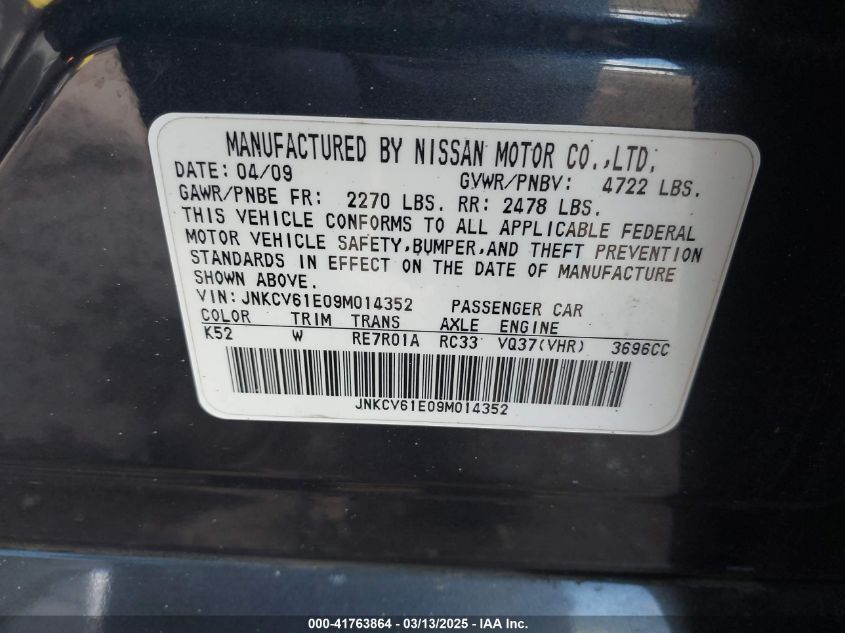 MANUFACTURED BY NISSAN MOTOR CO.,LTD.
DATE: 04/09 GVWR/PNBV: 4722 LBS.
GAWR/PNBE FR: 2270 LBS. RR: 2478 LBS.
THIS VEHICLE CONFORMS TO ALL APPLICABLE FEDERAL
MOTOR VEHICLE SAFETY,BUMPER,AND THEFT PREVENTION
STANDARDS IN EFFECT ON THE DATE OF MANUFACTURE
SHOWN ABOVE.
VIN:JNKCV61E09M014352 PASSENGER CAR
COLOR TRIM TRANS AXLE ENGINE
K52 W RE7R01A RC33 VQ37(VHR) 3696CC
JNKCV61E09M014352
000-41763864 / 03/13/2025 - © IAA Inc.